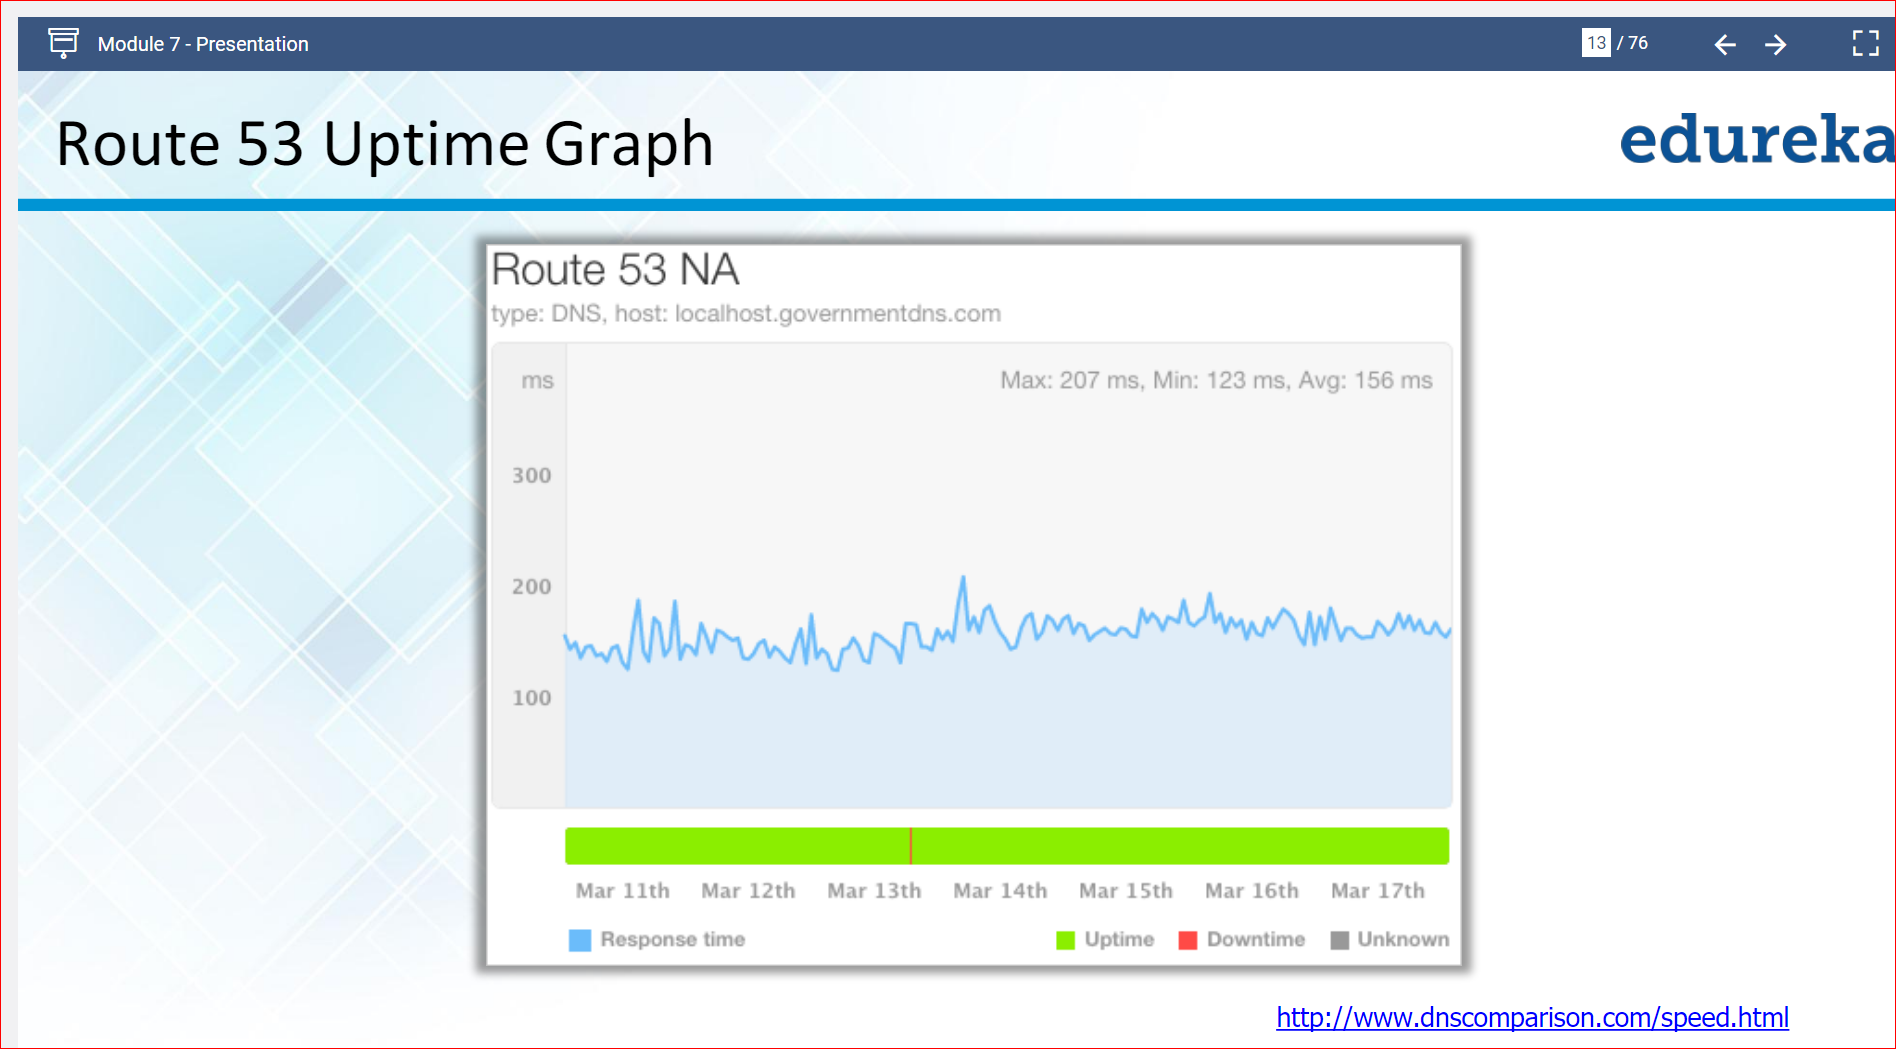 Module 7 - Presentation
13 / 76
Route 53 Uptime Graph
edureka
Route 53 NA
type: DNS, host: localhost.governmentdns.com
ms
Max: 207 ms, Min: 123 ms, Avg: 156 ms
300
200
100
Mar 11th Mar 12th Mar 13th Mar 14th Mar 15th Mar 16th Mar 17th
Response time Uptime Downtime Unknown
http://www.dnscomparison.com/speed.html